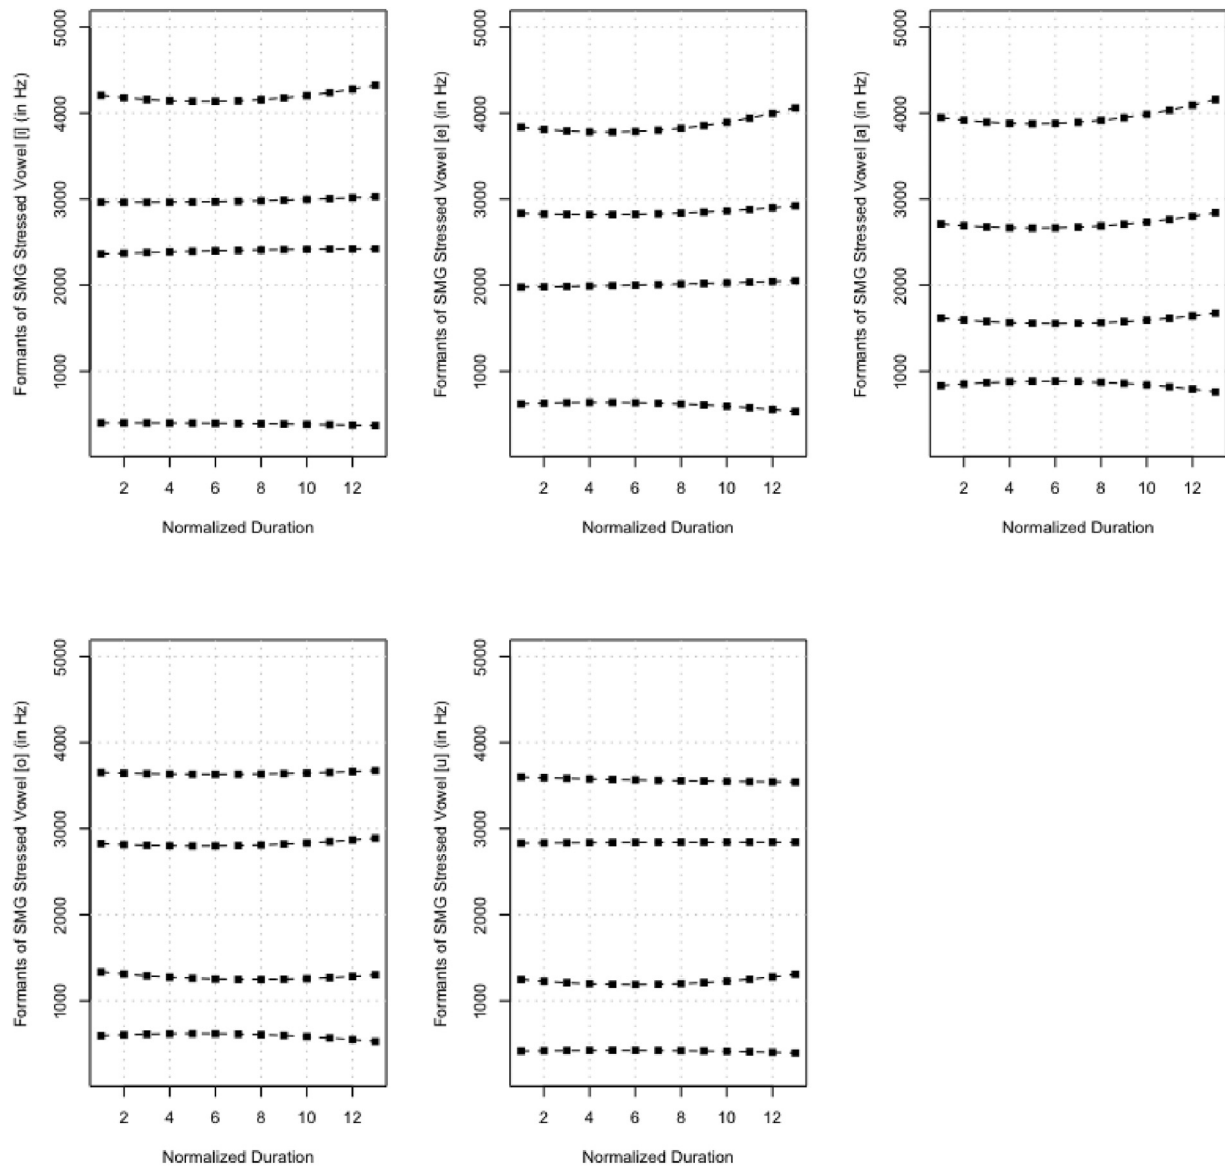 Formants of SMG Stressed Vowel [i] (in Hz)
5000
4000
3000
2000
1000
2 4 6 8 10 12
Normalized Duration
Formants of SMG Stressed Vowel [e] (in Hz)
5000
4000
3000
2000
1000
2 4 6 8 10 12
Normalized Duration
Formants of SMG Stressed Vowel [a] (in Hz)
5000
4000
3000
2000
1000
2 4 6 8 10 12
Normalized Duration
Formants of SMG Stressed Vowel [o] (in Hz)
5000
4000
3000
2000
1000
2 4 6 8 10 12
Normalized Duration
Formants of SMG Stressed Vowel [u] (in Hz)
5000
4000
3000
2000
1000
2 4 6 8 10 12
Normalized Duration